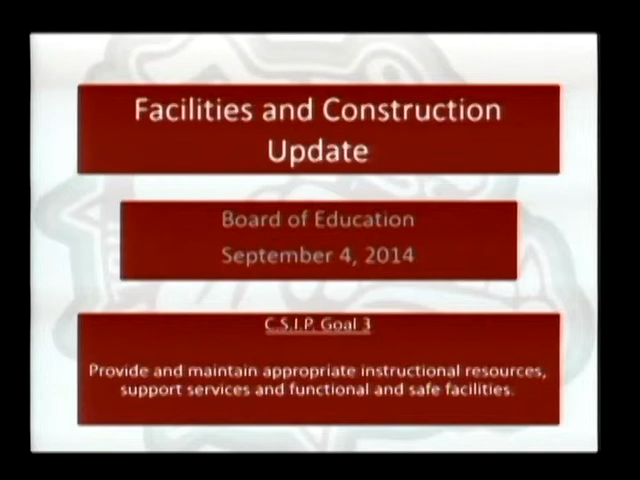 Facilities and Construction
Update
Board of Education
September 4, 2014
C.S.I.P. Goal 3
Provide and maintain appropriate instructional resources,
support services and functional and safe facilities.